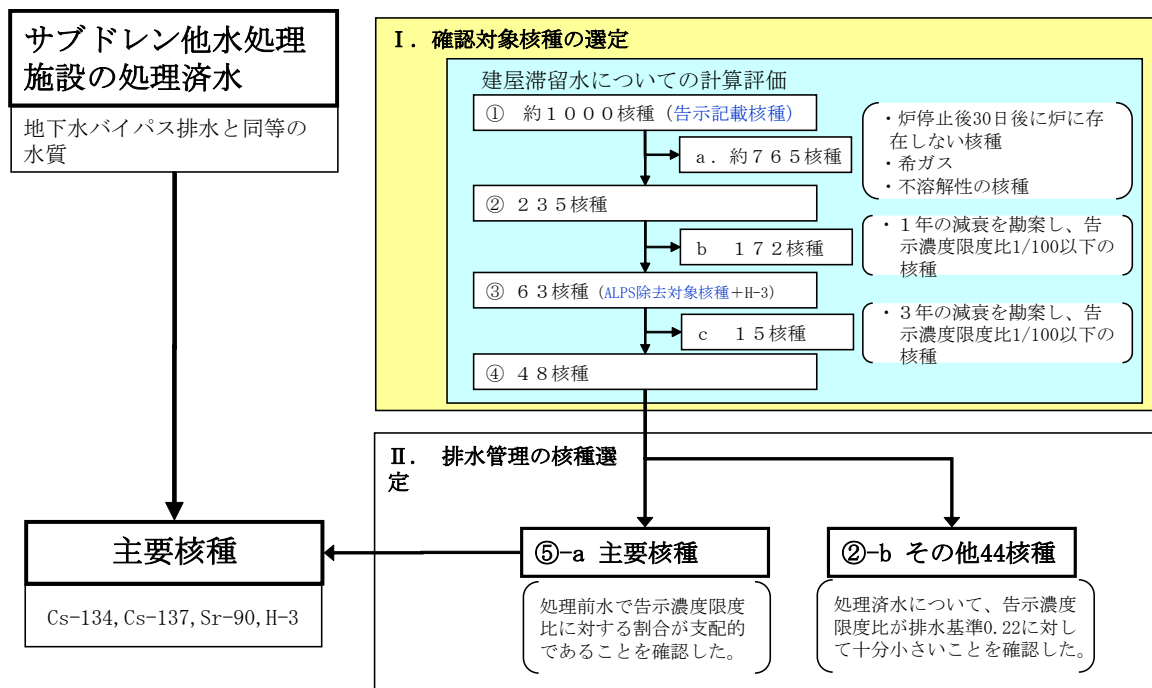 サブドレン他水処理
施設の処理済水
地下水バイパス排水と同等の
水質
Ⅰ. 確認対象核種の選定
建屋滞留水についての計算評価
① 約1000核種（告示記載核種）
a．約765核種
・炉停止後30日後に炉に存
在しない核種
・希ガス
・不溶解性の核種
② 235核種
b 172核種
・1年の減衰を勘案し、告
示濃度限度比1/100以下の
核種
③ 63核種（ALPS除去対象核種＋H-3）
c 15核種
・3年の減衰を勘案し、告
示濃度限度比1/100以下の
核種
④ 48核種
Ⅱ. 排水管理の核種選
定
主要核種
Cs-134,Cs-137,Sr-90,H-3
⑤-a 主要核種
処理前水で告示濃度限度
比に対する割合が支配的
であることを確認した。
②-b その他44核種
処理済水について、告示濃度
限度比が排水基準0.22に対し
て十分小さいことを確認した。